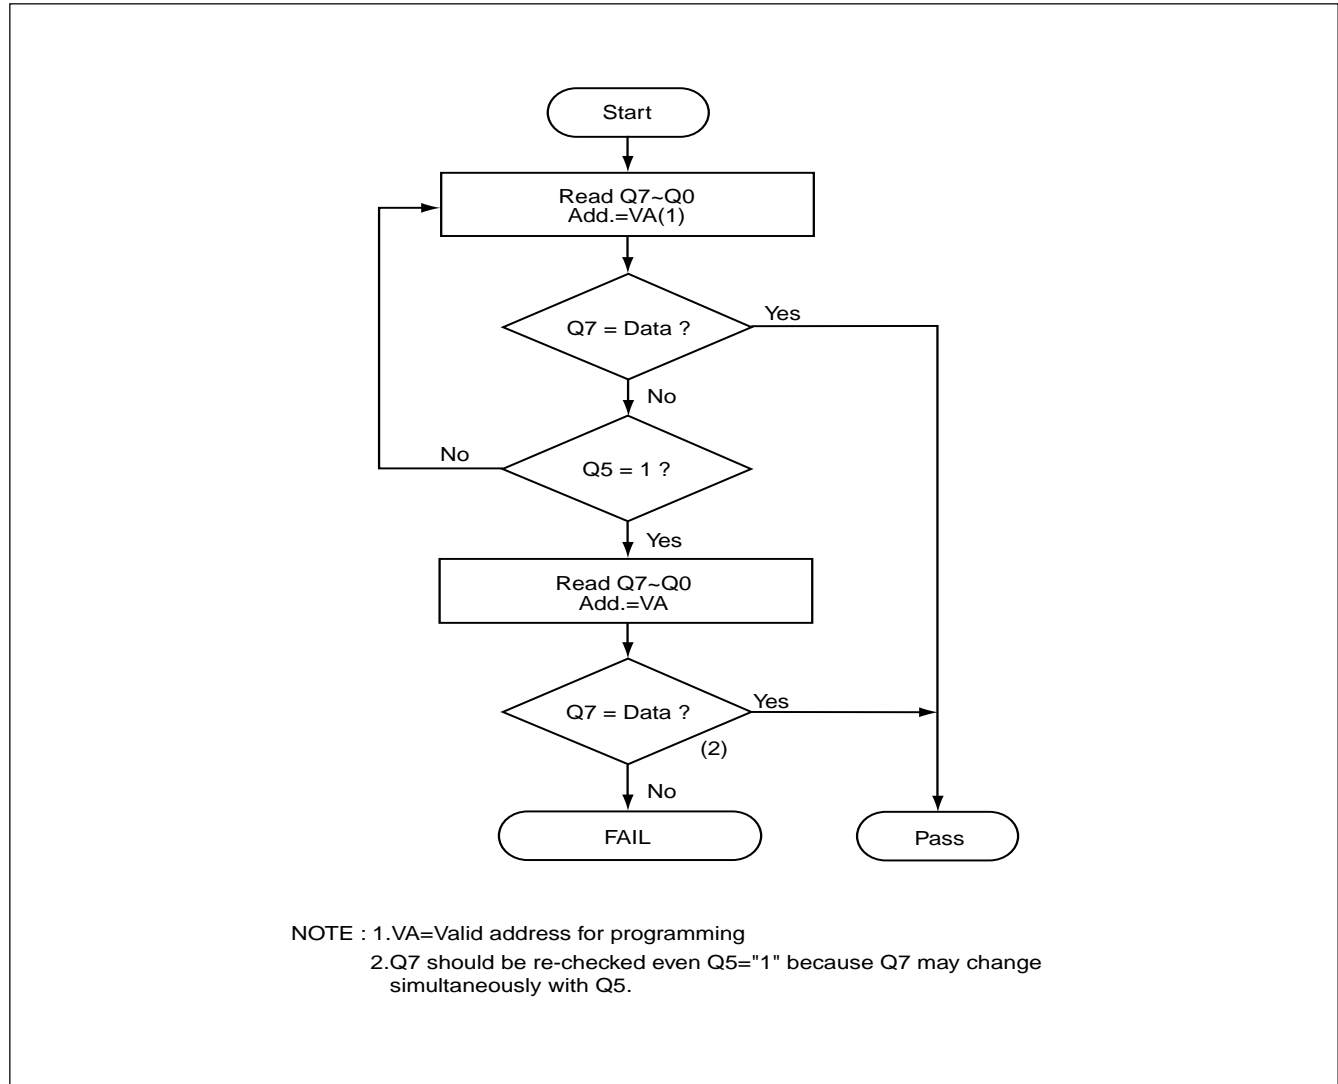 Start
Read Q7~Q0
Add.=VA(1)
Q7 = Data ?
Yes
No
No
Q5 = 1 ?
Yes
Read Q7~Q0
Add.=VA
Q7 = Data ?
Yes
(2)
No
FAIL
Pass
NOTE : 1.VA=Valid address for programming
2.Q7 should be re-checked even Q5="1" because Q7 may change
simultaneously with Q5.